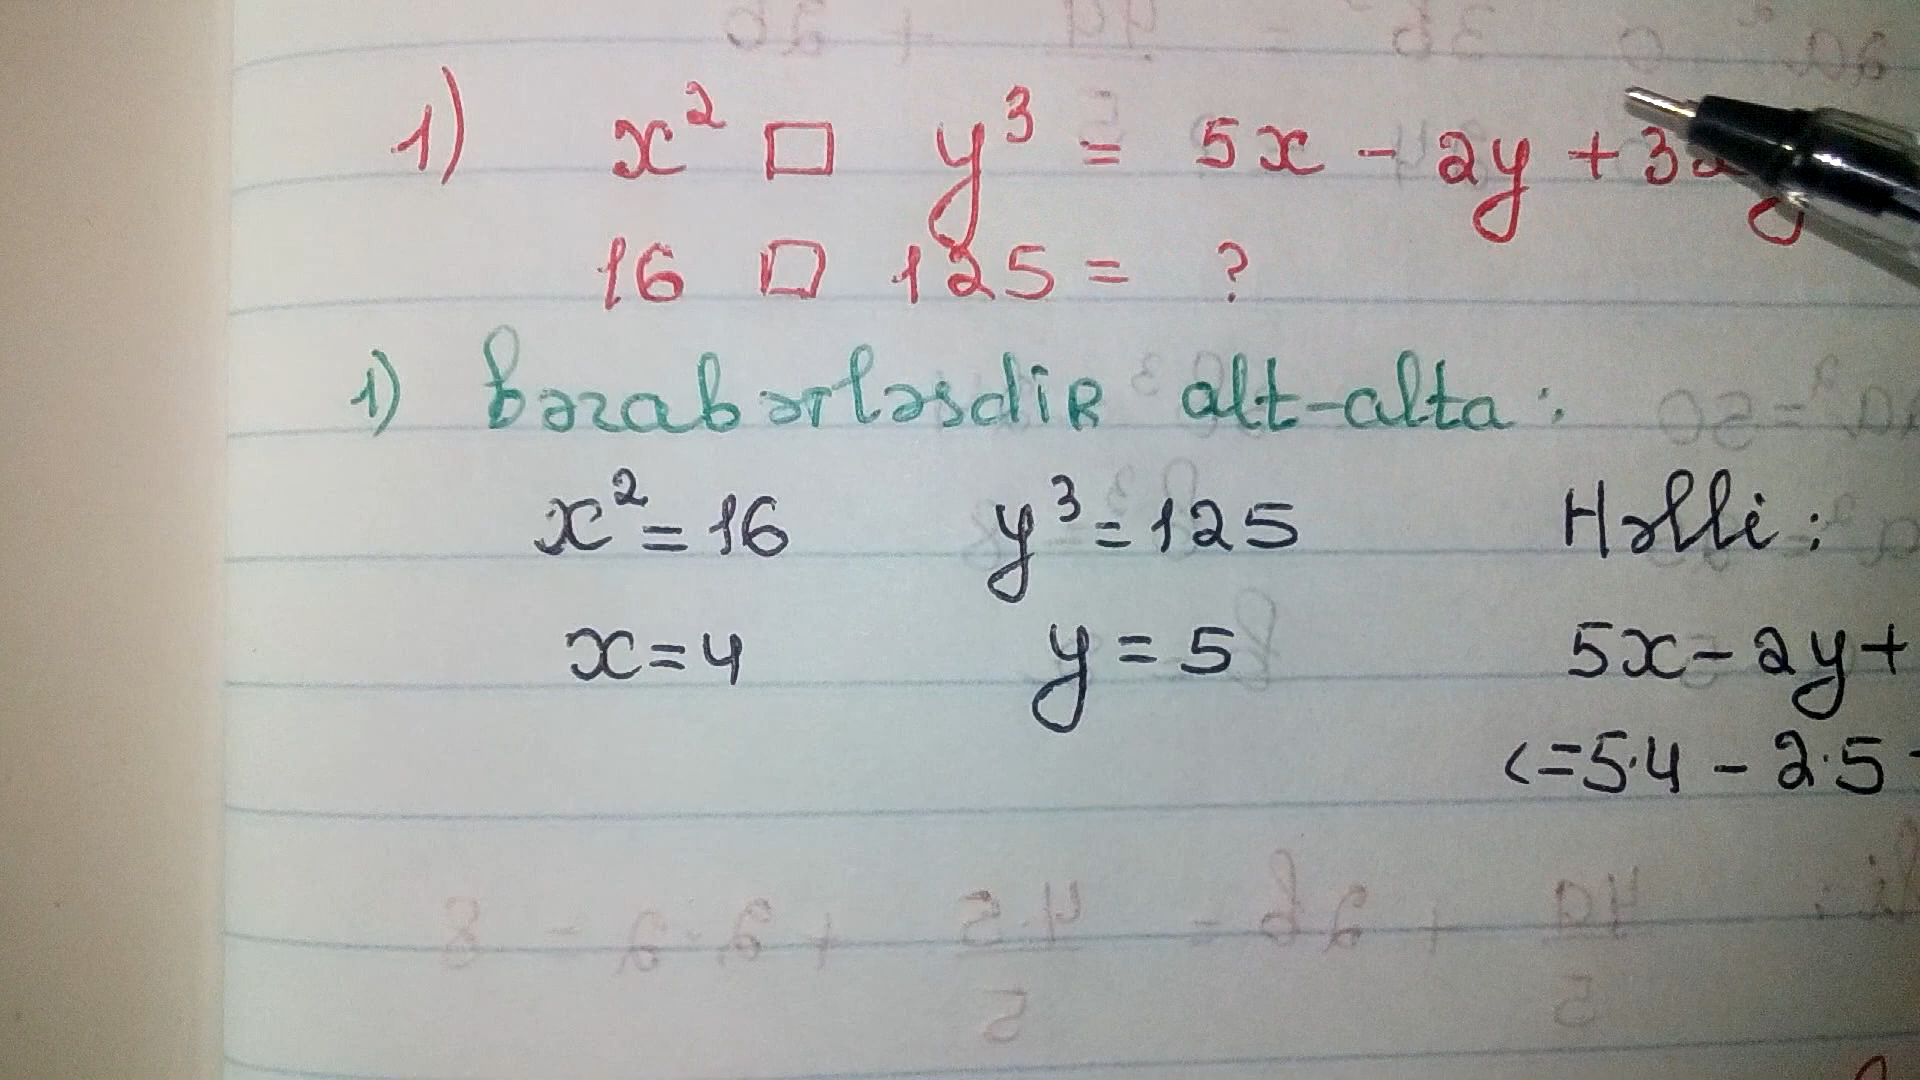 1) x² □ y³ = 5x - 2y + 3
16 □ 125 = ?
1) Bərabərləsdir alt-alta:
x² = 16 y³ = 125 Həlli:
x = 4 y = 5 5x - 2y +
<=5·4 - 2·5